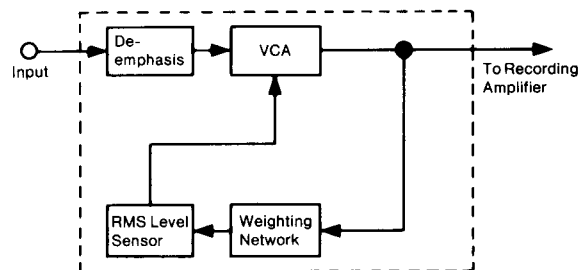 De-
emphasis
VCA
Input
To Recording
Amplifier
RMS Level
Sensor
Weighting
Network